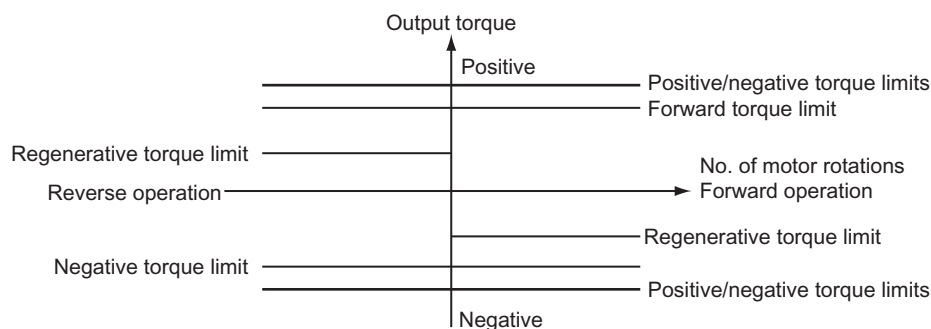 Output torque
Positive
Positive/negative torque limits
Forward torque limit
Regenerative torque limit
No. of motor rotations
Reverse operation
Forward operation
Regenerative torque limit
Negative torque limit
Positive/negative torque limits
Negative